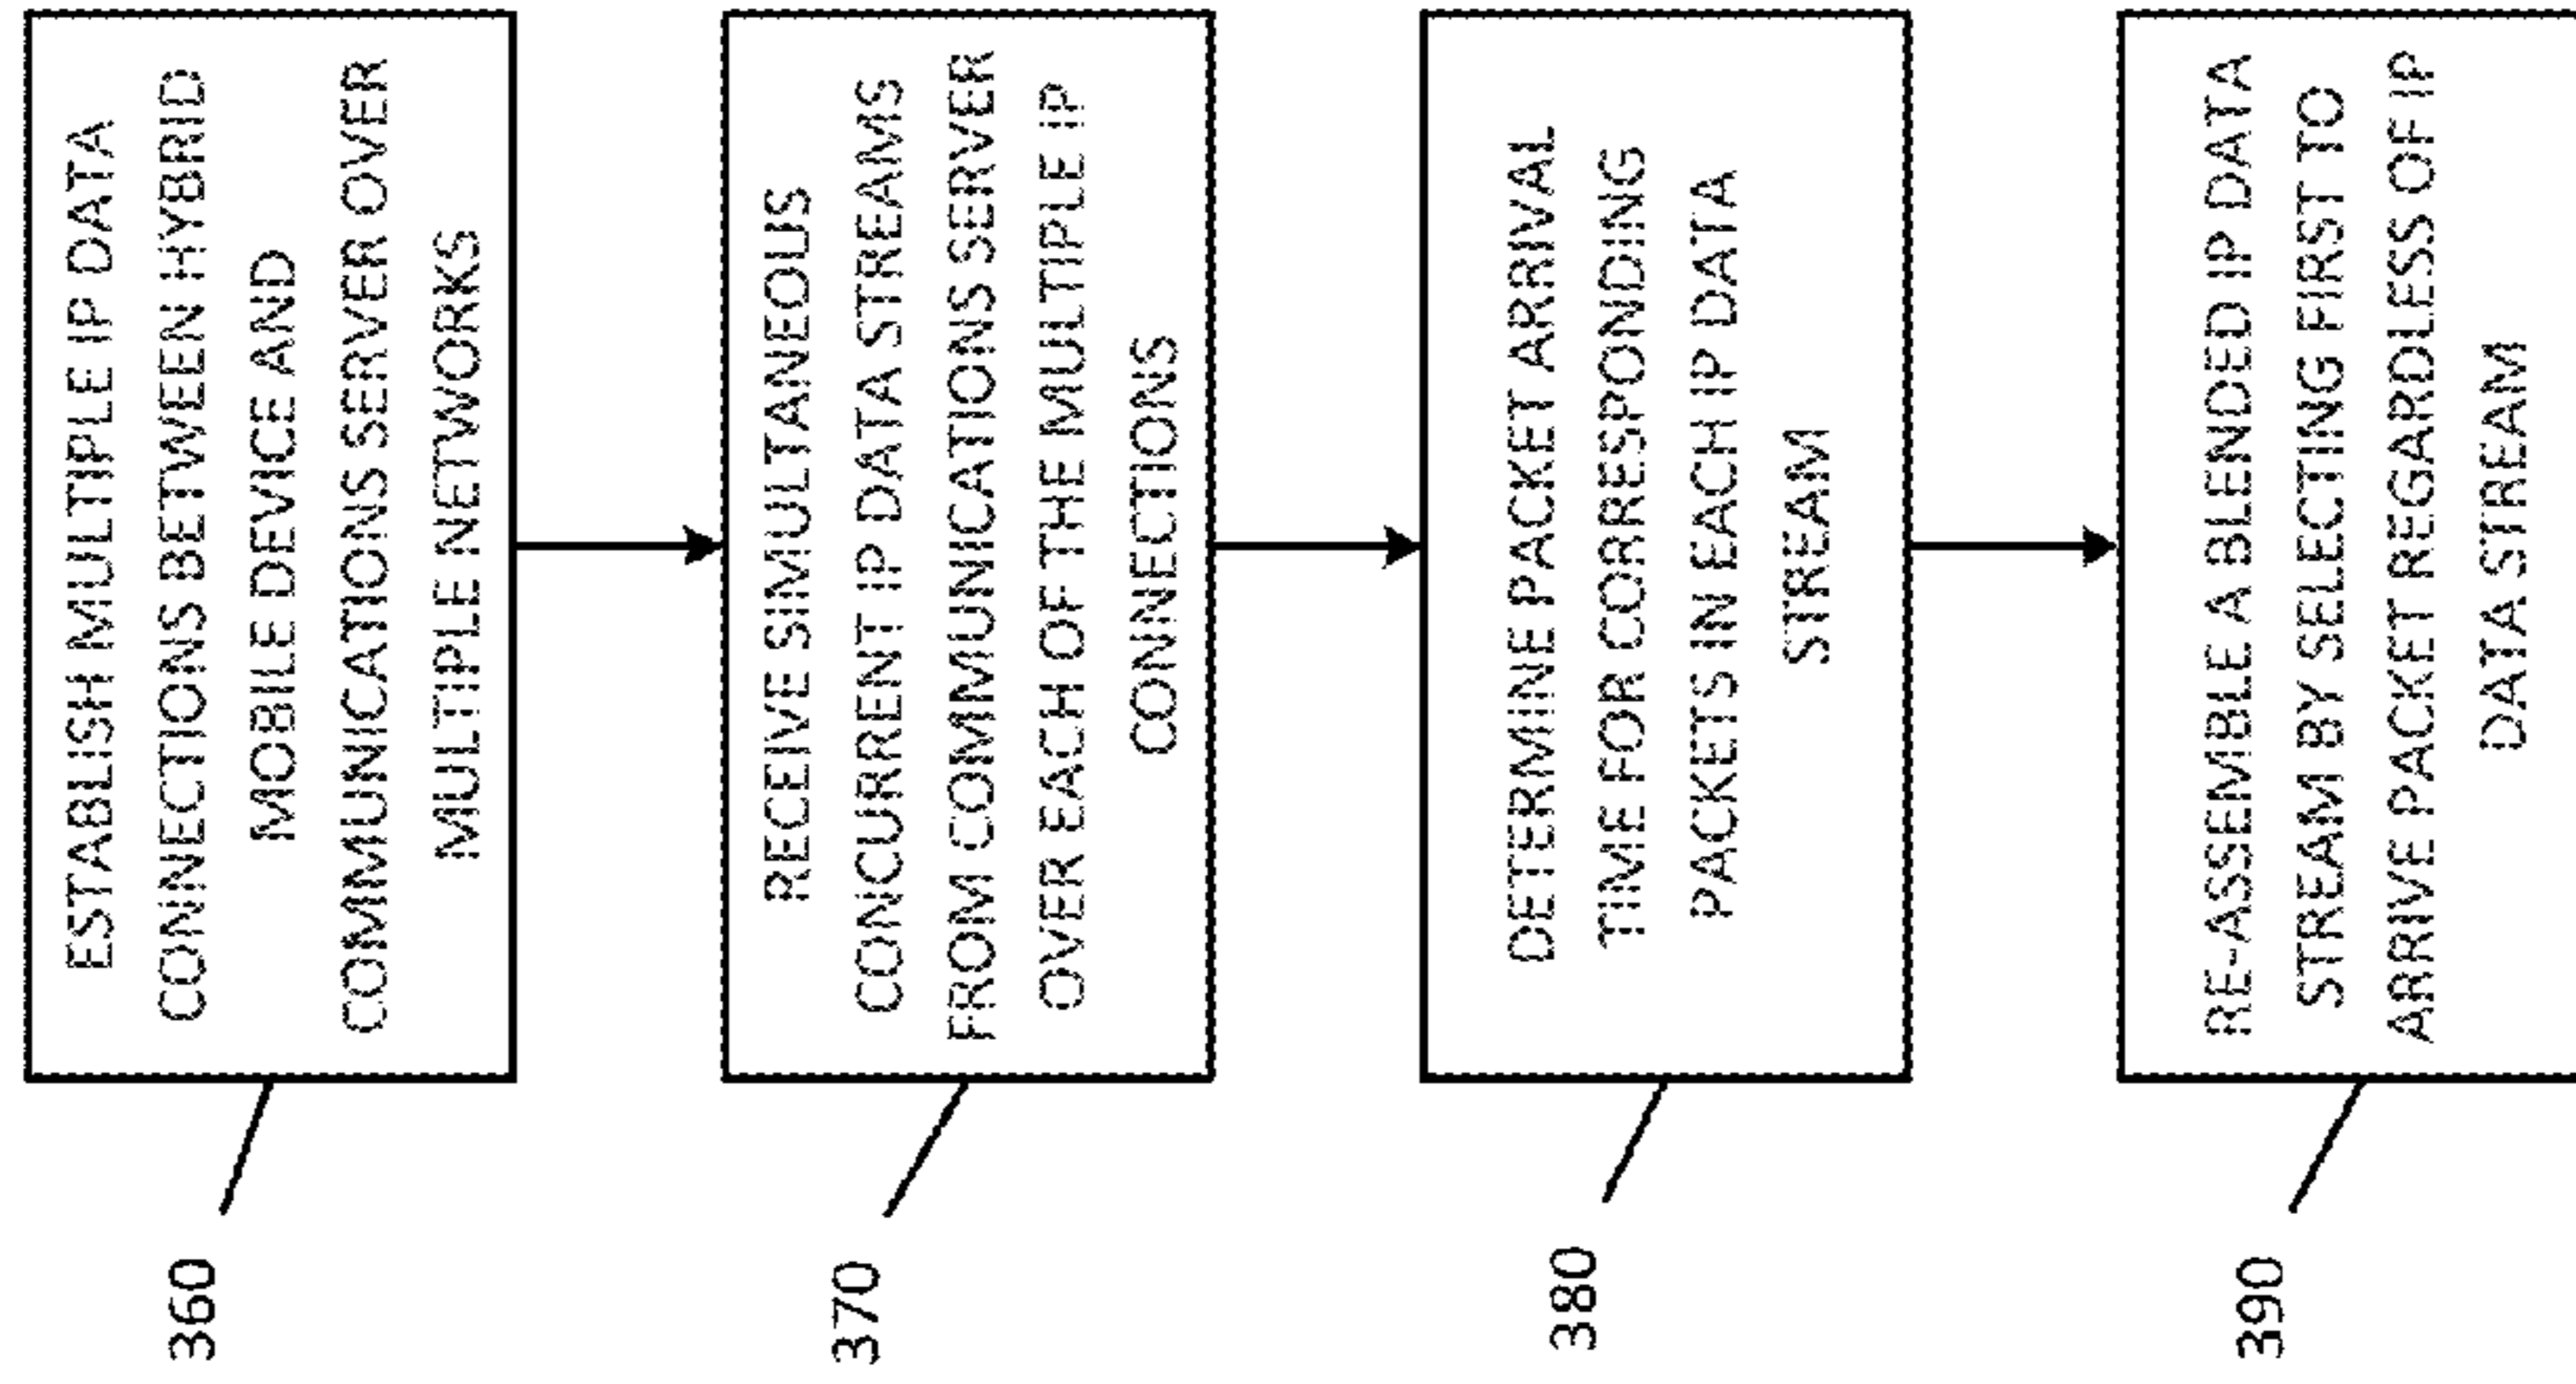 360
ESTABLISH MULTIPLE IP DATA
CONNECTIONS BETWEEN HYBRID
MOBILE DEVICE AND
COMMUNICATIONS SERVER OVER
MULTIPLE NETWORKS
370
RECEIVE SIMULTANEOUS
CONCURRENT IP DATA STREAMS
FROM COMMUNICATIONS SERVER
OVER EACH OF THE MULTIPLE IP
CONNECTIONS
380
DETERMINE PACKET ARRIVAL
TIME FOR CORRESPONDING
PACKETS IN EACH IP DATA
STREAM
390
RE-ASSEMBLE A BLENDED IP DATA
STREAM BY SELECTING FIRST TO
ARRIVE PACKET REGARDLESS OF IP
DATA STREAM